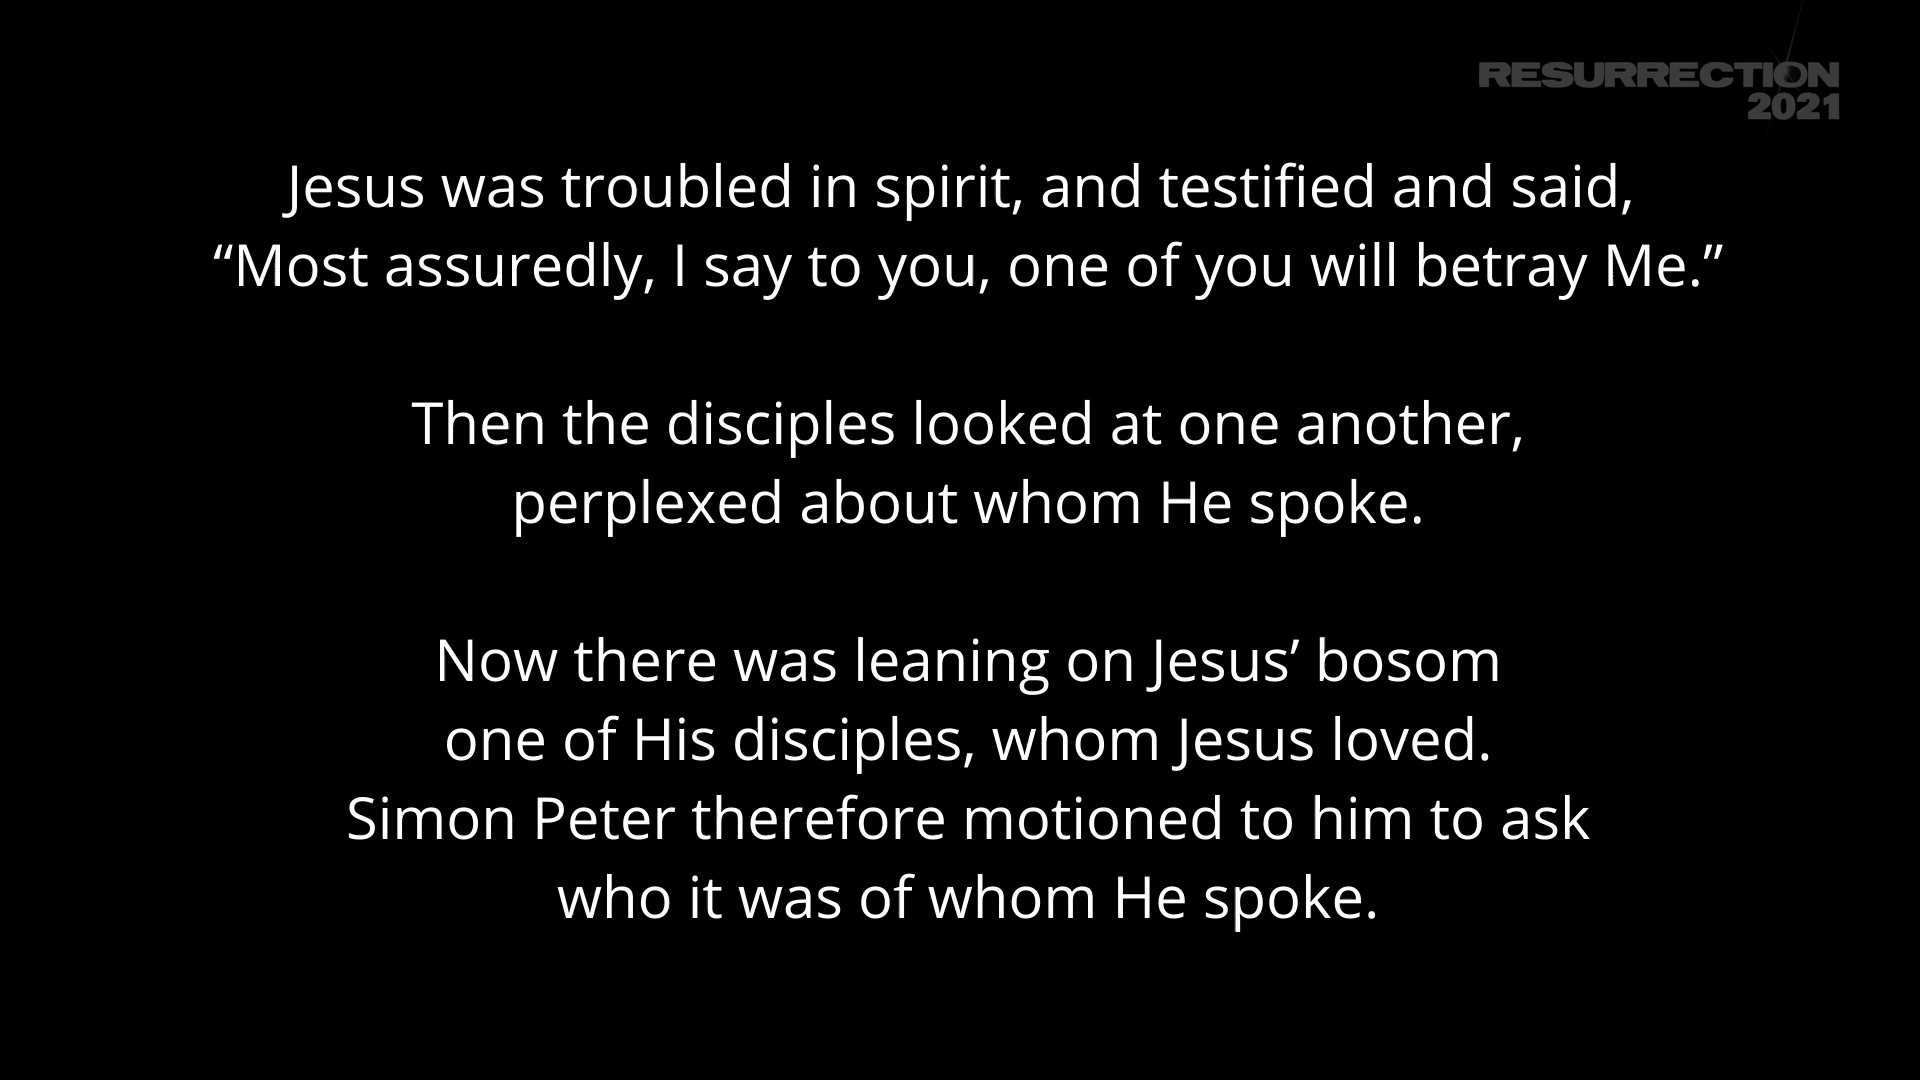 RESURRECTION
2021
Jesus was troubled in spirit, and testified and said,
“Most assuredly, I say to you, one of you will betray Me.”
Then the disciples looked at one another,
perplexed about whom He spoke.
Now there was leaning on Jesus’ bosom
one of His disciples, whom Jesus loved.
Simon Peter therefore motioned to him to ask
who it was of whom He spoke.